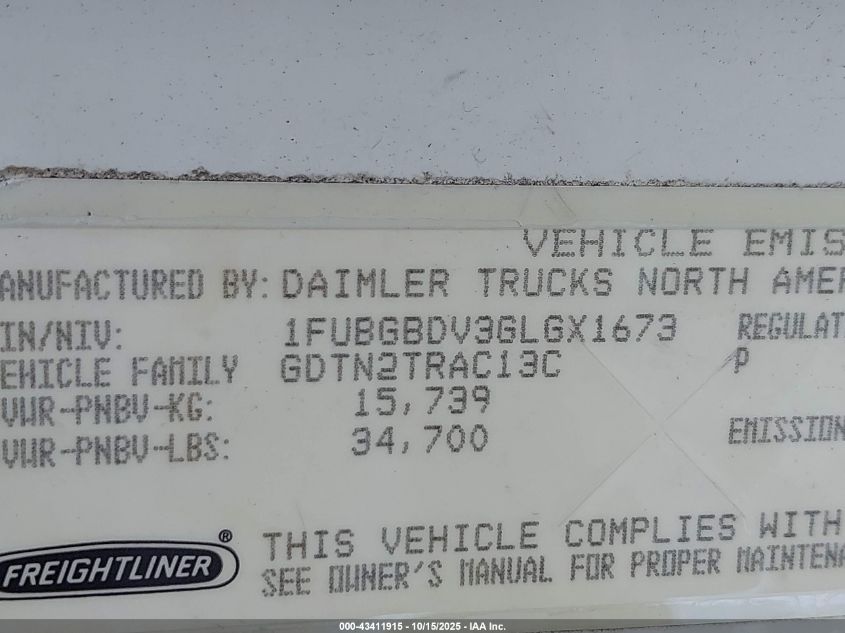 VEHICLE EMIS
ANUFACTURED BY: DAIMLER TRUCKS NORTH AMER
IN/NIV: 1FUBGBDV3GLGX1673 REGULAT
EHICLE FAMILY GDTN2TRAC13C P
VWR-PNBV-KG: 15,739
VWR-PNBV-LBS: 34,700 EMISSION
THIS VEHICLE COMPLIES WITH
SEE OWNER'S MANUAL FOR PROPER MAINTENA
FREIGHTLINER®
000-43411915 - 10/15/2025 - IAA Inc.